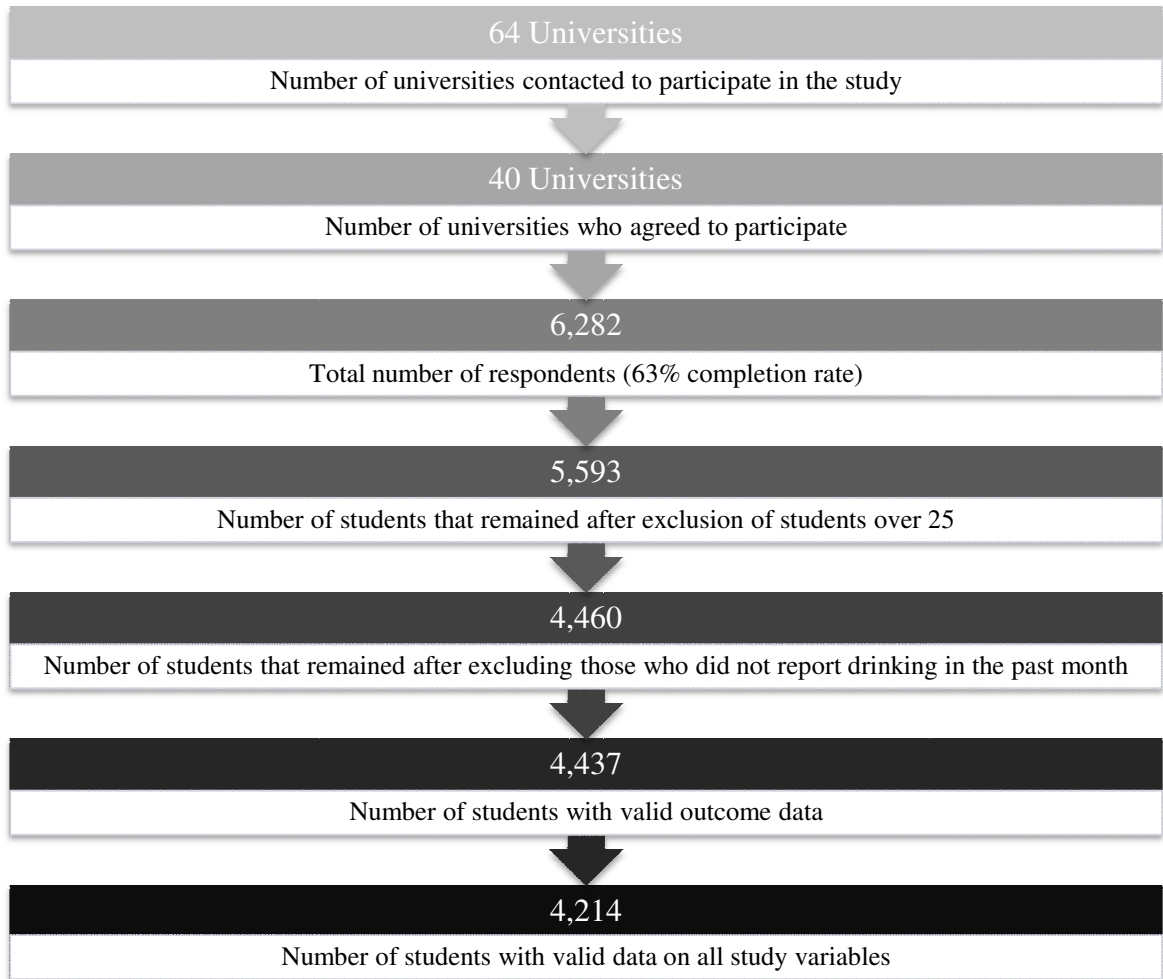 64 Universities
Number of universities contacted to participate in the study
40 Universities
Number of universities who agreed to participate
6,282
Total number of respondents (63% completion rate)
5,593
Number of students that remained after exclusion of students over 25
4,460
Number of students that remained after excluding those who did not report drinking in the past month
4,437
Number of students with valid outcome data
4,214
Number of students with valid data on all study variables